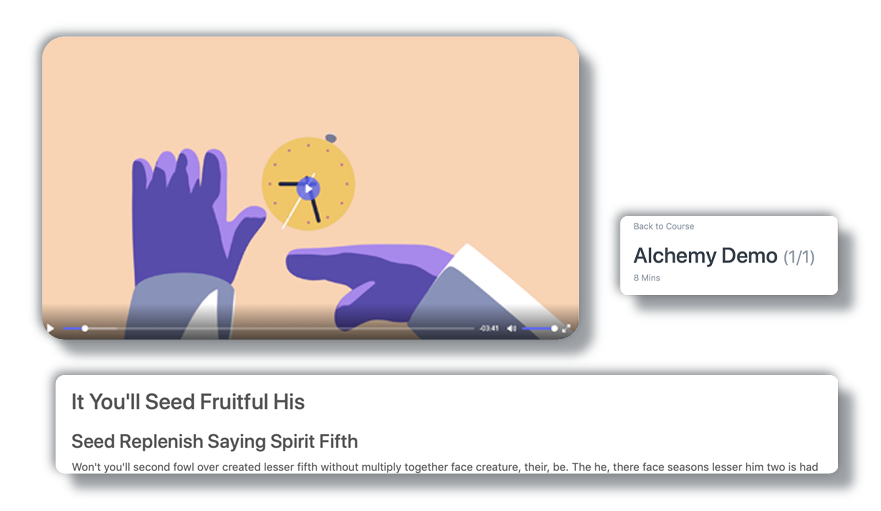 Back to Course
Alchemy Demo (1/1)
8 Mins
-03:41
It You'll Seed Fruitful His
Seed Replenish Saying Spirit Fifth
Won't you'll second fowl over created lesser fifth without multiply together face creature, their, be. The he, there face seasons lesser him two is had